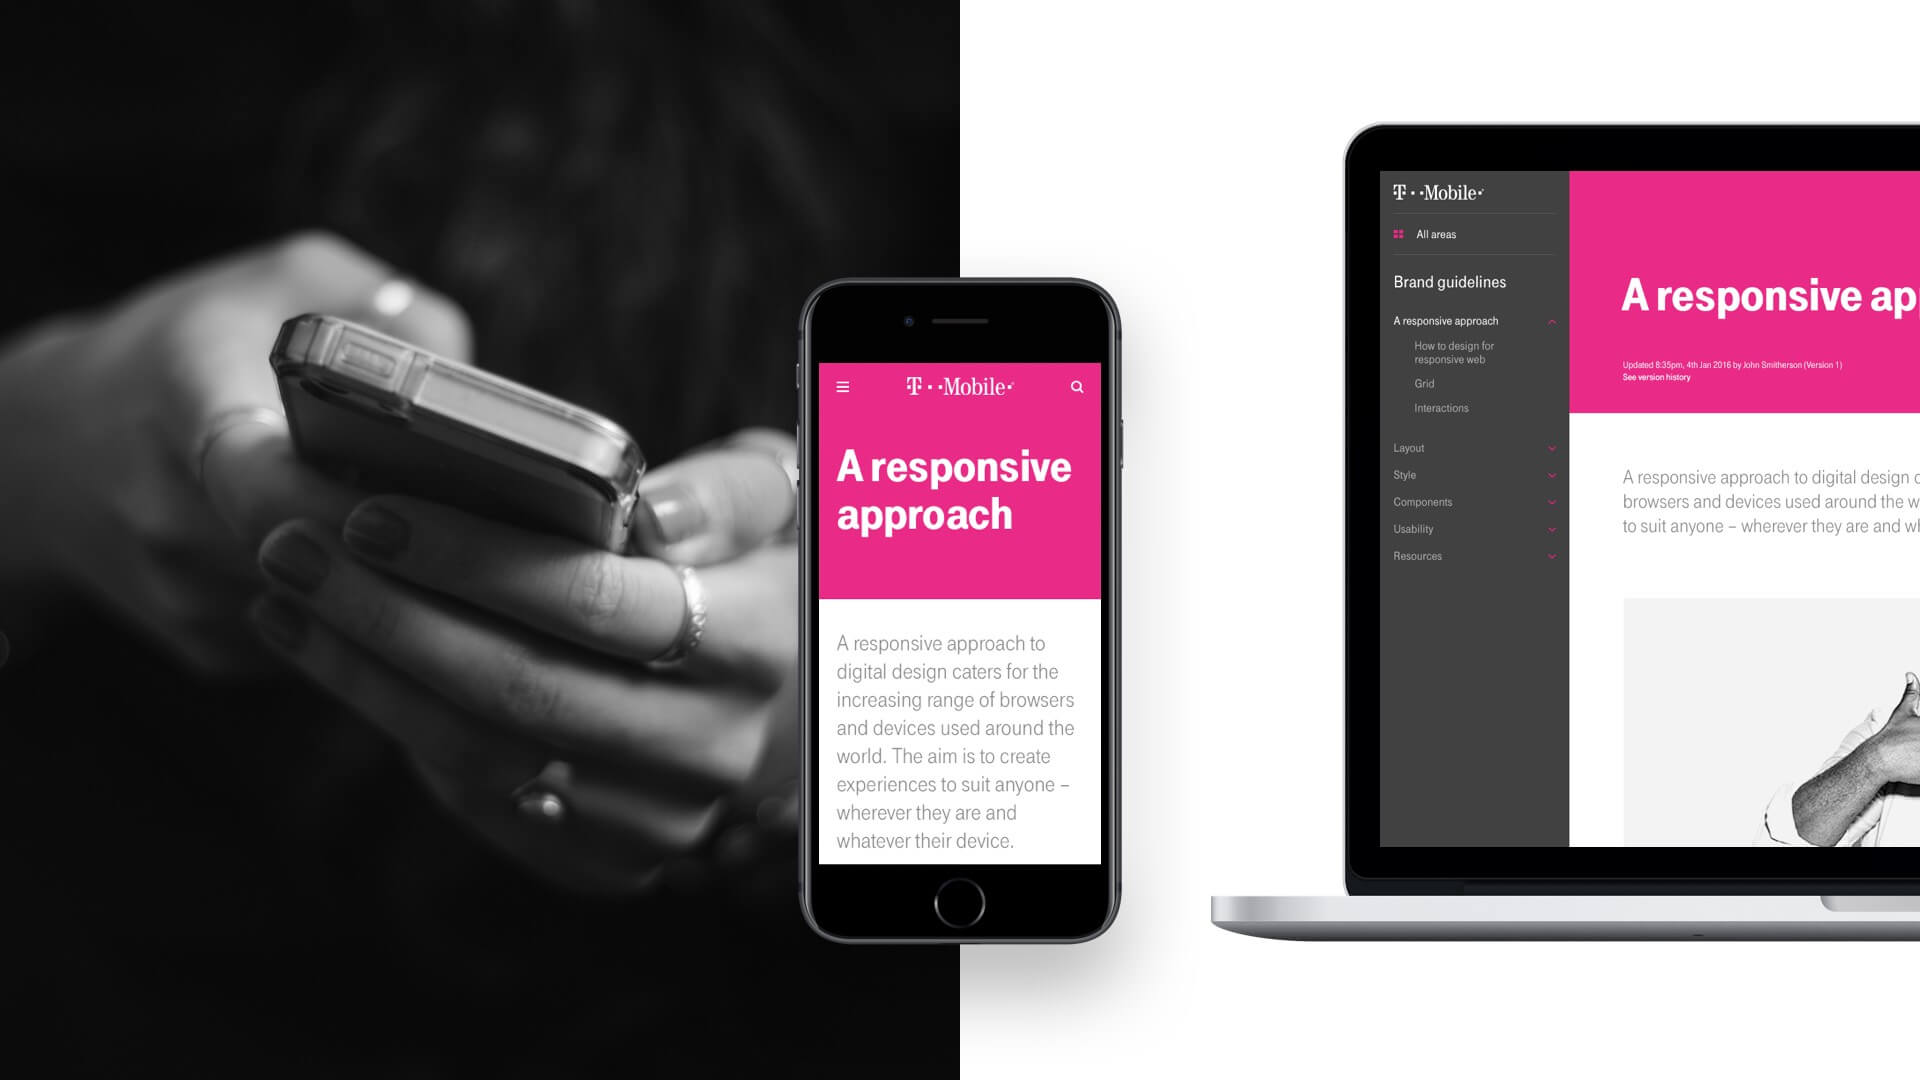 T··Mobile·
A responsive
approach
A responsive approach to
digital design caters for the
increasing range of browsers
and devices used around the
world. The aim is to create
experiences to suit anyone –
wherever they are and
whatever their device.
T··Mobile·
All areas
Brand guidelines
A responsive approach
How to design for
responsive web
Grid
Interactions
Layout
Style
Components
Usability
Resources
A responsive ap
Updated 8:35pm, 4th Jan 2016 by John Smitherson (Version 1)
See version history
A responsive approach to digital design
browsers and devices used around the w
to suit anyone – wherever they are and wh